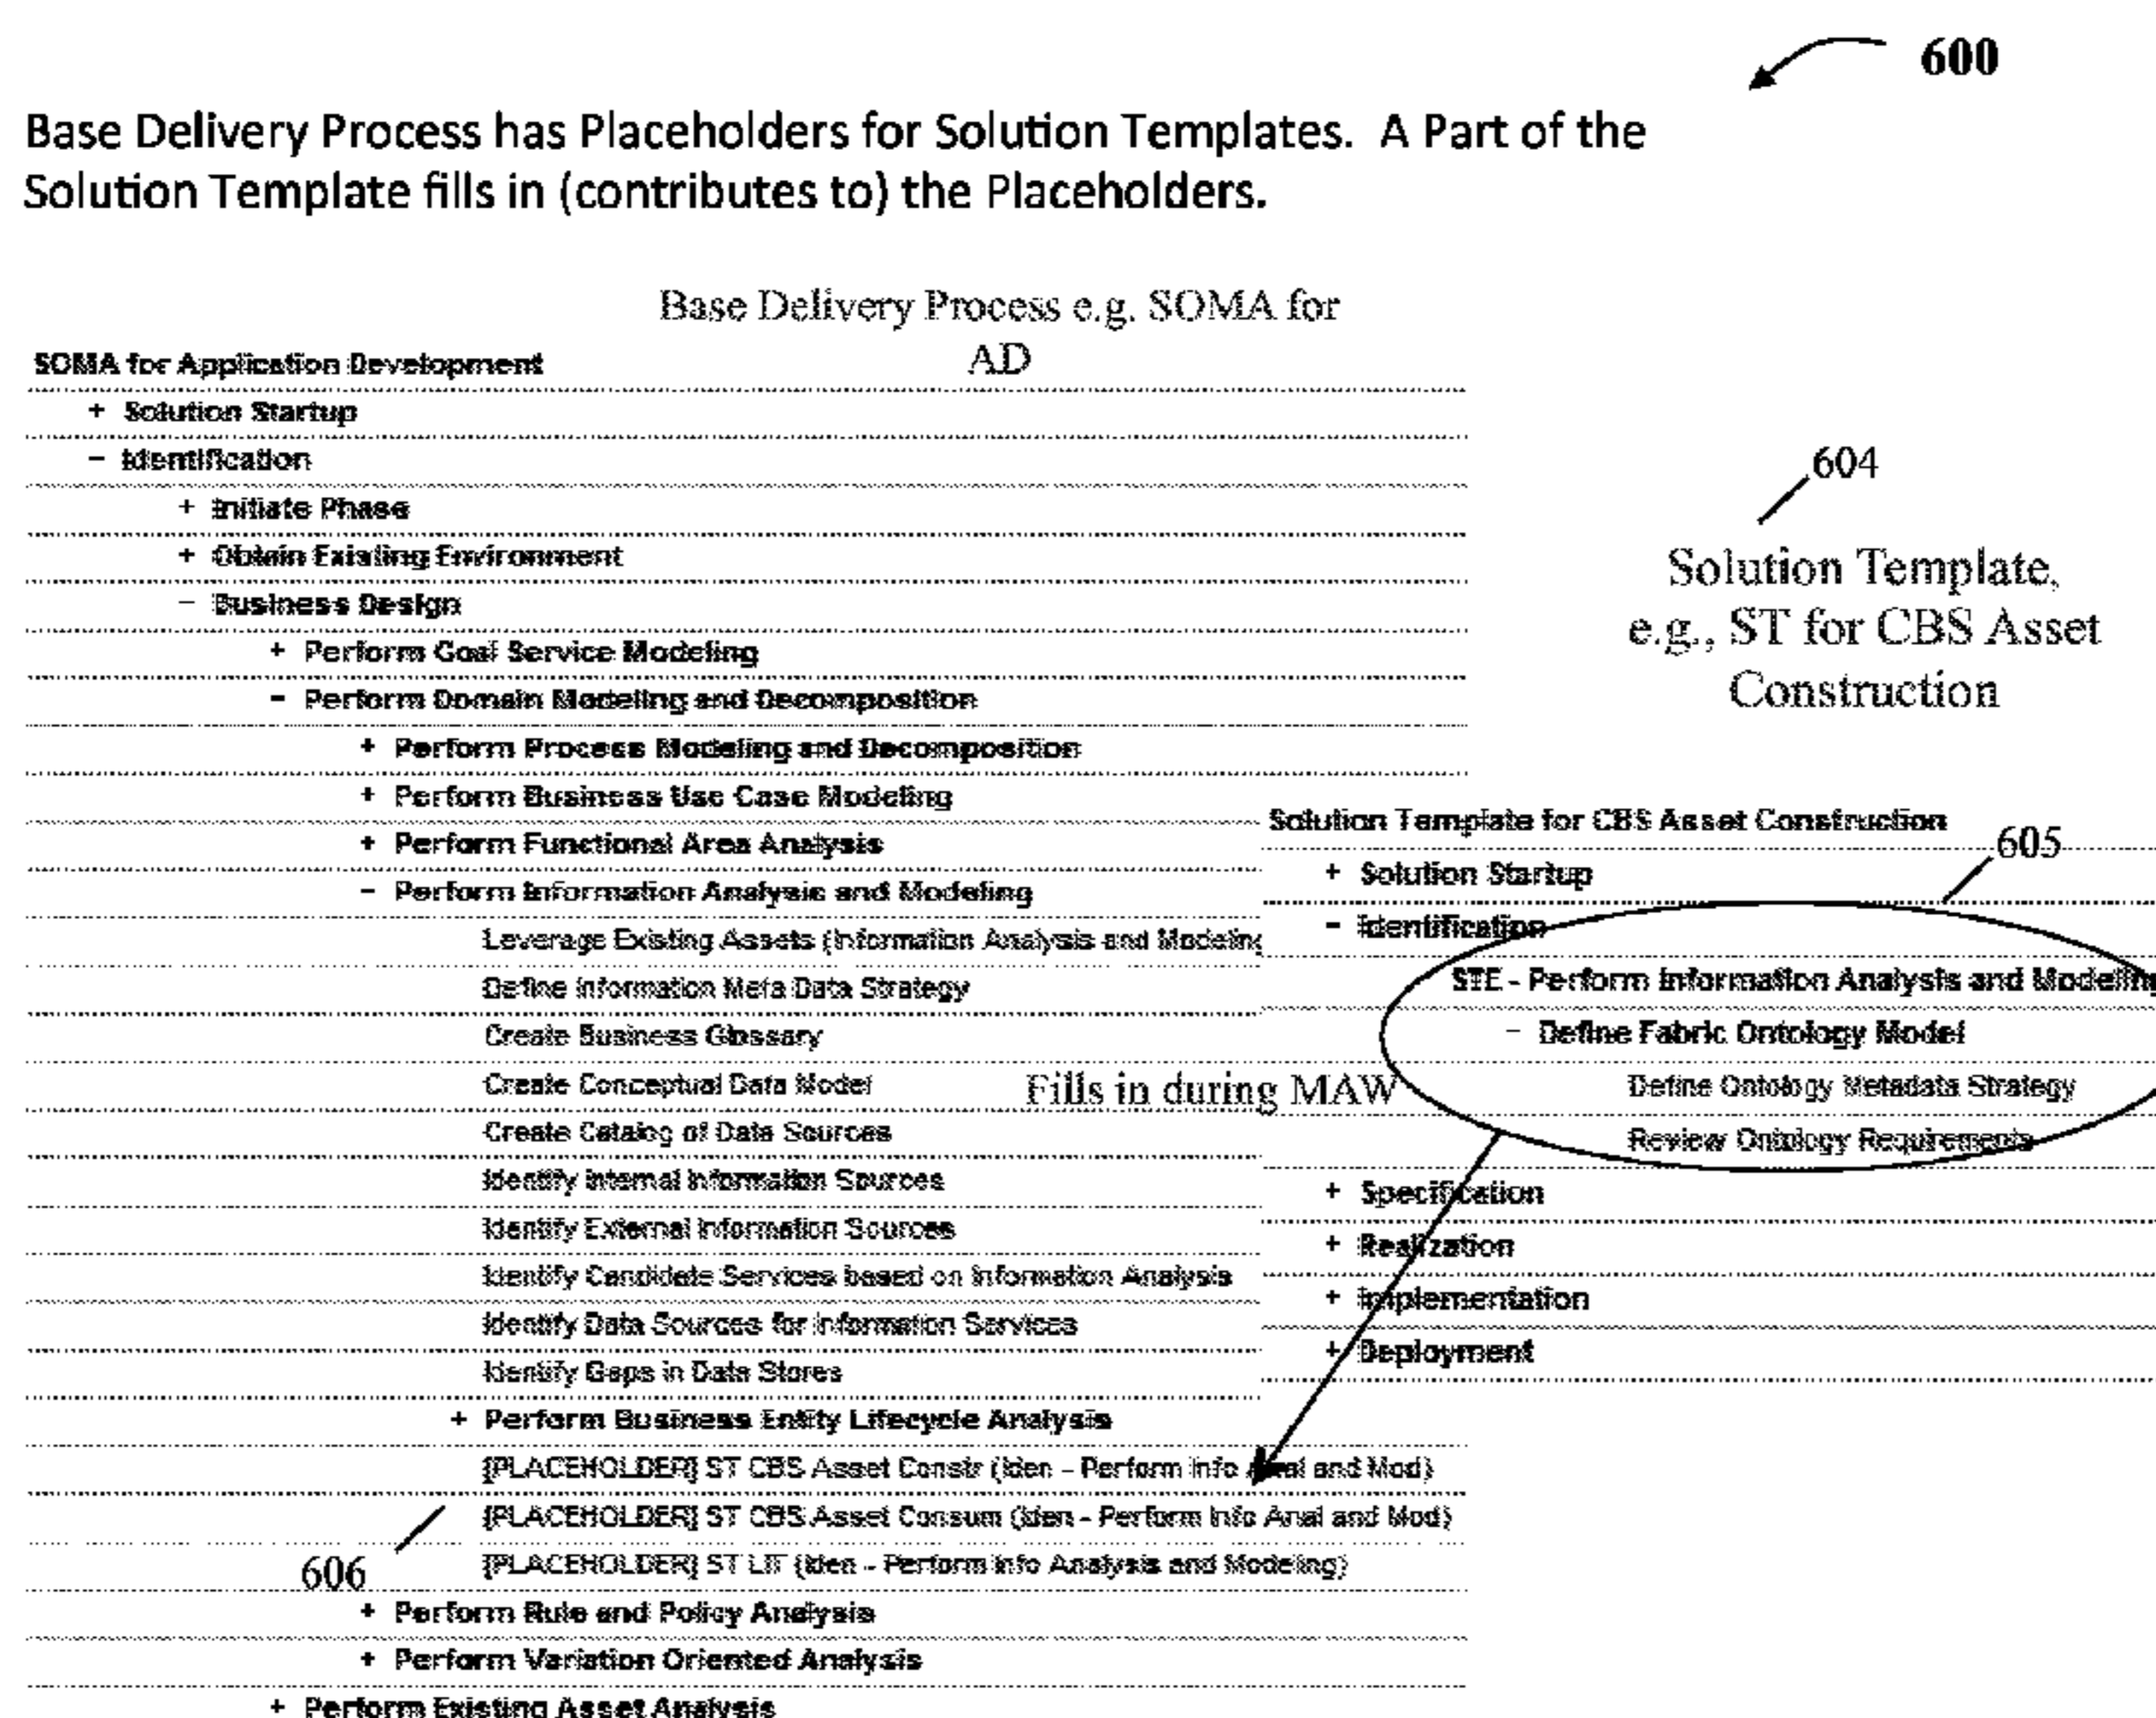 600
Base Delivery Process has Placeholders for Solution Templates. A Part of the
Solution Template fills in (contributes to) the Placeholders.
Base Delivery Process e.g. SOMA for
AD
SOMA for Application Development
+ Solution Startup
− Identification
+ Initiate Phase
+ Obtain Existing Environment
− Business Design
+ Perform Goal Service Modeling
− Perform Domain Modeling and Decomposition
+ Perform Process Modeling and Decomposition
+ Perform Business Use Case Modeling
+ Perform Functional Area Analysis
− Perform Information Analysis and Modeling
Leverage Existing Assets (Information Analysis and Modeling
Define Information Meta Data Strategy
Create Business Glossary
Create Conceptual Data Model
Create Catalog of Data Sources
Identify Internal Information Sources
Identify External Information Sources
Identify Candidate Services based on Information Analysis
Identify Data Sources for Information Services
Identify Gaps in Data Stores
+ Perform Business Entity Lifecycle Analysis
[PLACEHOLDER] ST CBS Asset Constr (Iden - Perform Info Anal and Mod)
[PLACEHOLDER] ST CBS Asset Consum (Iden - Perform Info Anal and Mod)
[PLACEHOLDER] ST LIF (Iden - Perform Info Analysis and Modeling)
606
+ Perform Rule and Policy Analysis
+ Perform Variation Oriented Analysis
+ Perform Existing Asset Analysis
604
Solution Template,
e.g., ST for CBS Asset
Construction
Solution Template for CBS Asset Construction
605
+ Solution Startup
− Identification
STE - Perform Information Analysis and Modeling
− Define Fabric Ontology Model
Define Ontology Metadata Strategy
Review Ontology Requirements
Fills in during MAW
+ Specification
+ Realization
+ Implementation
+ Deployment